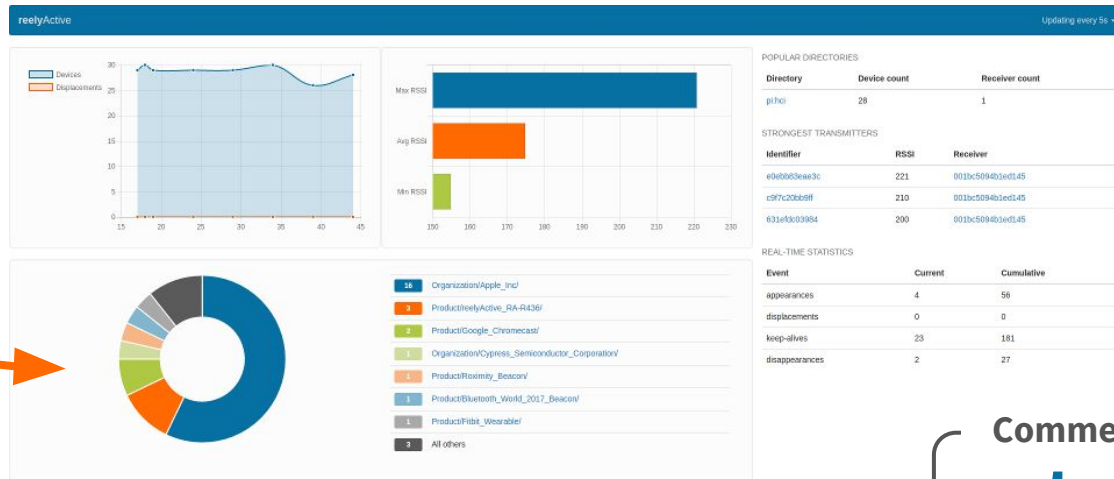 reelyActive
Updating every 5s
Devices
Displacements
30
25
20
15
10
5
0
15 20 25 30 35 40 45
Max RSSI
Avg RSSI
Min RSSI
150 160 170 180 190 200 210 220 230
POPULAR DIRECTORIES
Directory Device count Receiver count
pi:hci 28 1
STRONGEST TRANSMITTERS
Identifier RSSI Receiver
e0ebb83eae3c 221 001bc5094b1ed145
c9f7c20bb9ff 210 001bc5094b1ed145
631efdc03984 200 001bc5094b1ed145
REAL-TIME STATISTICS
Event Current Cumulative
appearances 4 56
displacements 0 0
keep-alives 23 181
disappearances 2 27
16 Organization/Apple_Inc/
3 Product/reelyActive_RA-R436/
2 Product/Google_Chromecast/
1 Organization/Cypress_Semiconductor_Corporation/
1 Product/Roximity_Beacon/
1 Product/Bluetooth_World_2017_Beacon/
1 Product/Fitbit_Wearable/
3 All others
Comme